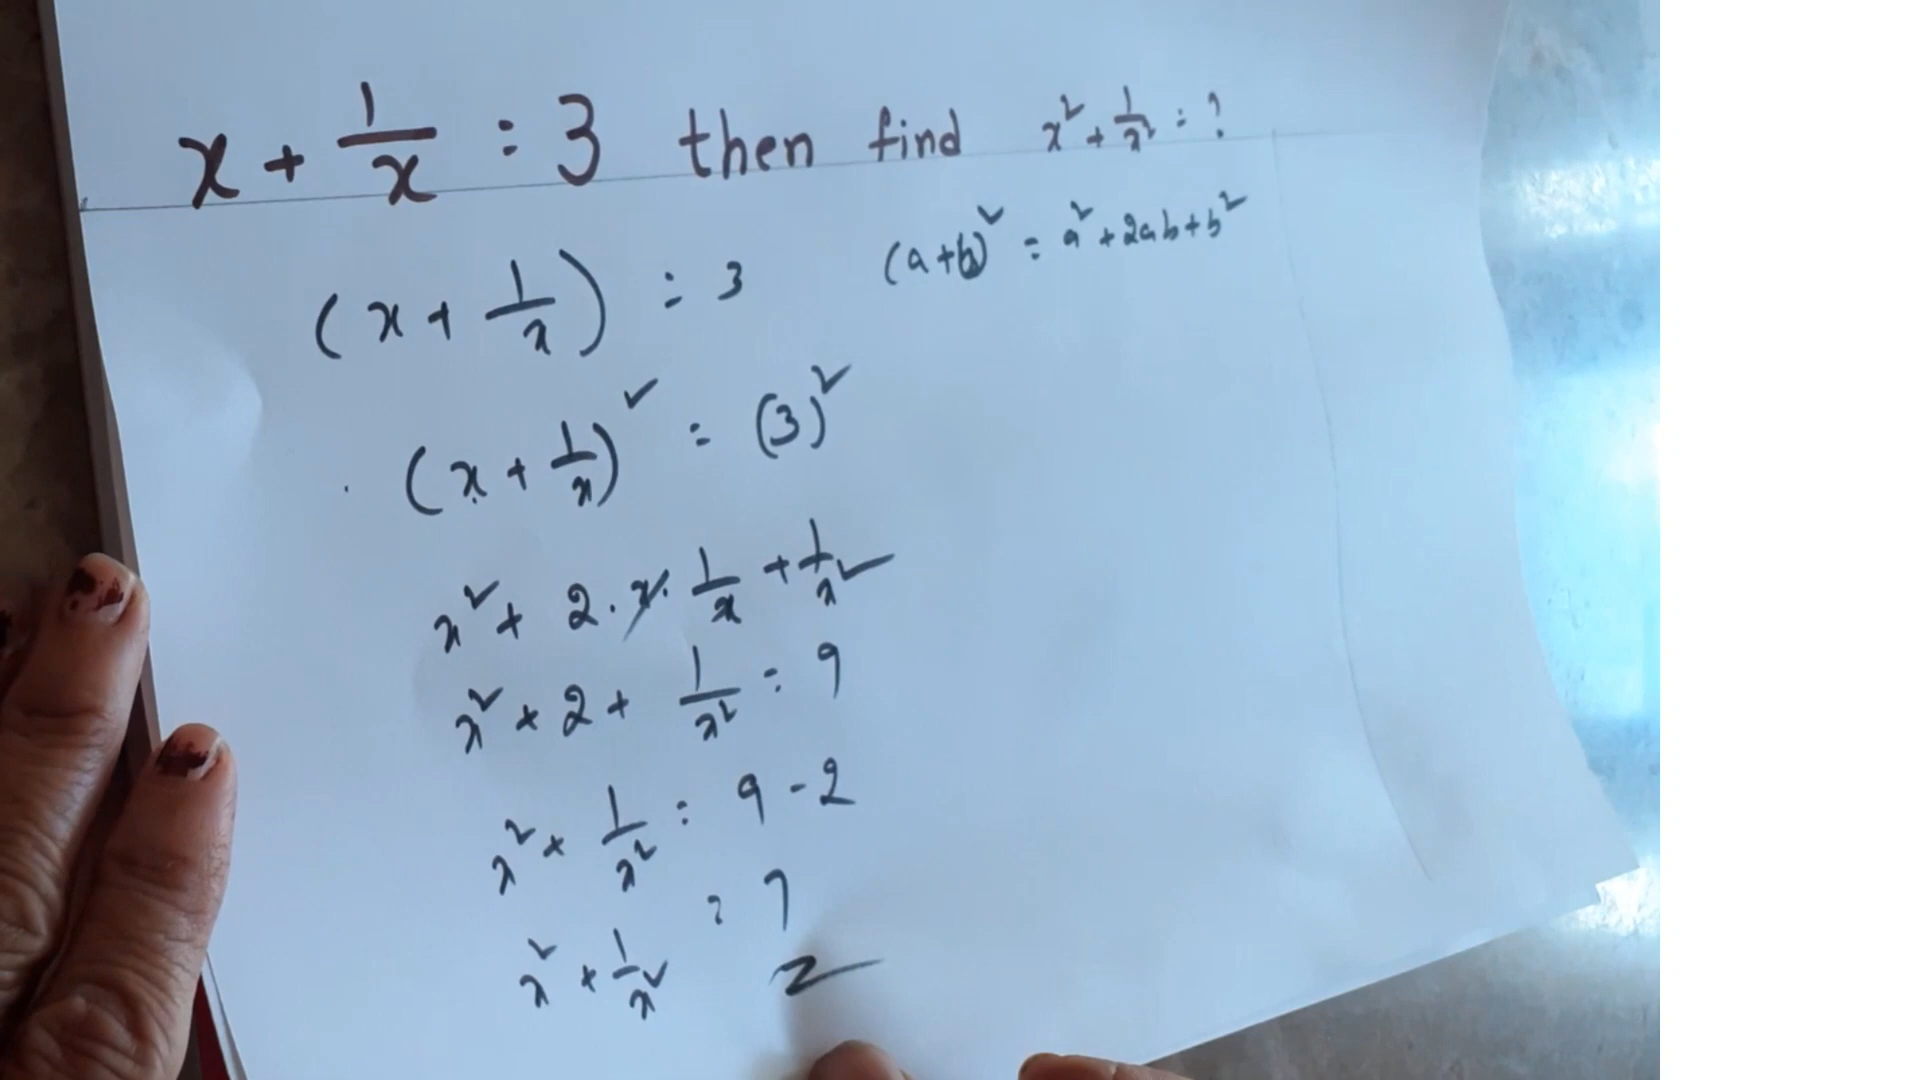 x + 1/x = 3 then find x² + 1/x² = ?
(a+b)² = a² + 2ab + b²
(x + 1/x) = 3
(x + 1/x)² = (3)²
x² + 2 . x . 1/x + 1/x²
x² + 2 + 1/x² = 9
x² + 1/x² = 9 - 2
x² + 1/x² = 7